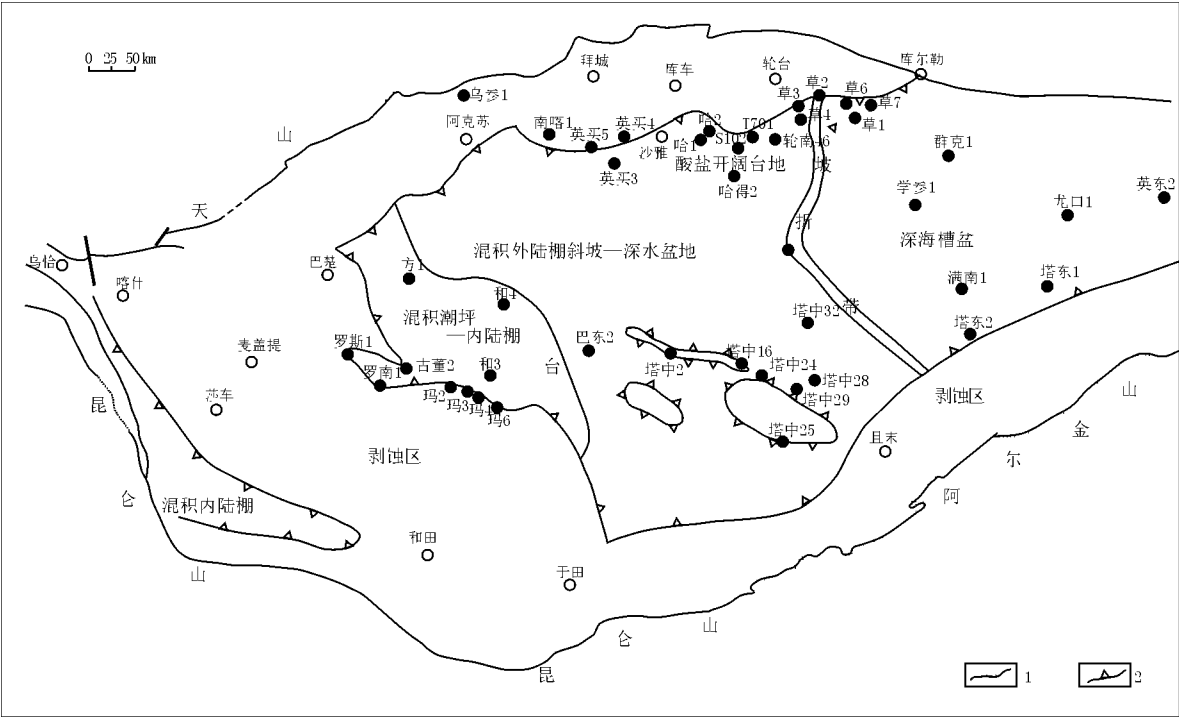 0 25 50km
拜城
库车
轮台
库尔勒
乌参1
草2
草6
草3
草7
草4
草1
山
阿克苏
南喀1
英买4
英买5
沙雅
哈2
哈1
S102
T701
轮南46
群克1
英买3
酸盐开阔台地
坡
哈得2
学参1
英东2
尤口1
天
折
深海槽盆
混积外陆棚斜坡—深水盆地
乌恰
喀什
巴楚
方1
和4
满南1
塔东1
混积潮坪
—内陆棚
塔中32
带
塔东2
罗斯1
麦盖提
古董2
和3
台
巴东2
塔中2
塔中16
塔中24
塔中28
塔中29
罗南1
玛2
玛3
玛4
玛6
莎车
昆
剥蚀区
山
塔中25
且末
金
剥蚀区
尔
仑
混积内陆棚
阿
和田
于田
山
山
仑
昆
1
2